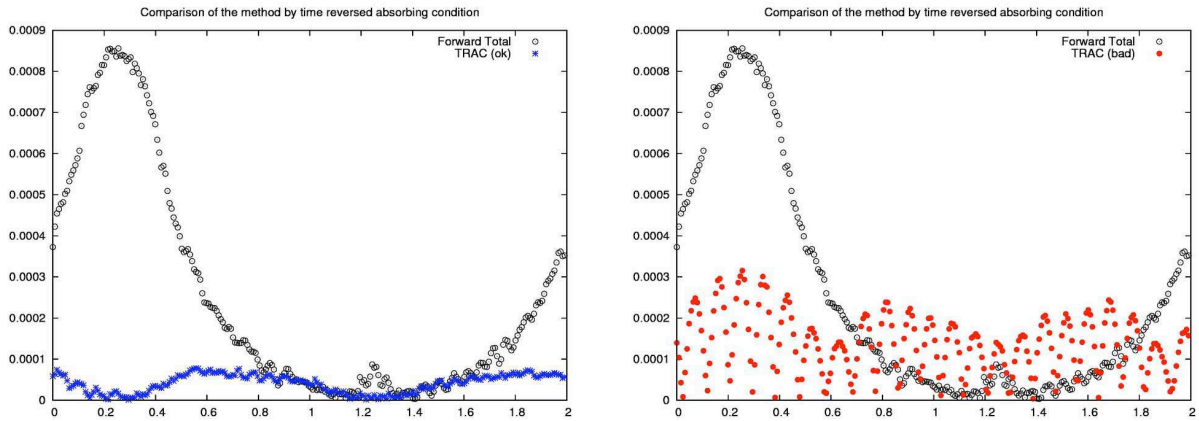 Comparison of the method by time reversed absorbing condition
0.0009
0.0008
0.0007
0.0006
0.0005
0.0004
0.0003
0.0002
0.0001
0
Forward Total
TRAC (ok)
0 0.2 0.4 0.6 0.8 1 1.2 1.4 1.6 1.8 2
Comparison of the method by time reversed absorbing condition
0.0009
0.0008
0.0007
0.0006
0.0005
0.0004
0.0003
0.0002
0.0001
0
Forward Total
TRAC (bad)
0 0.2 0.4 0.6 0.8 1 1.2 1.4 1.6 1.8 2